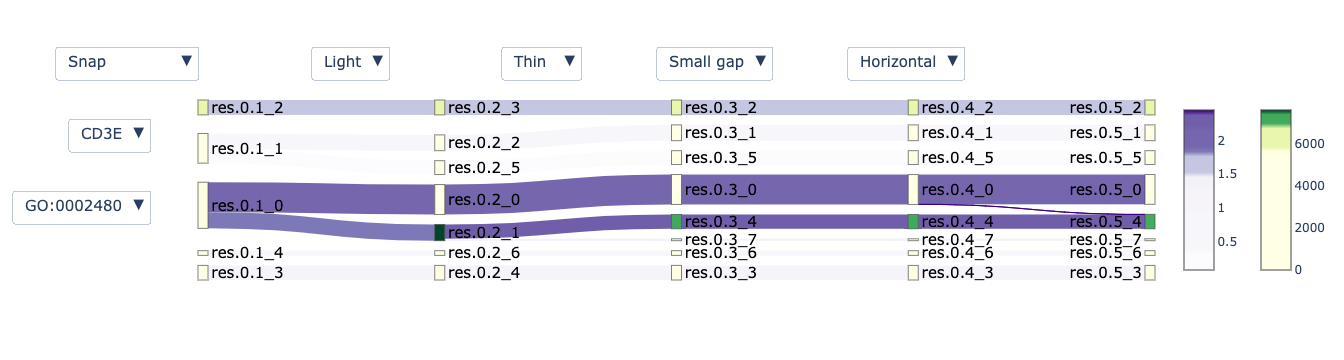 Snap ▼ Light ▼ Thin ▼ Small gap ▼ Horizontal ▼
res.0.1_2 res.0.2_3 res.0.3_2 res.0.4_2 res.0.5_2
CD3E ▼
res.0.1_1 res.0.2_2 res.0.3_1 res.0.4_1 res.0.5_1
res.0.2_5 res.0.3_5 res.0.4_5 res.0.5_5
GO:0002480 ▼
res.0.1_0 res.0.2_0 res.0.3_0 res.0.4_0 res.0.5_0
res.0.2_1 res.0.3_4 res.0.4_4 res.0.5_4
res.0.3_7 res.0.4_7 res.0.5_7
res.0.1_4 res.0.2_6 res.0.3_6 res.0.4_6 res.0.5_6
res.0.1_3 res.0.2_4 res.0.3_3 res.0.4_3 res.0.5_3
2
1.5
1
0.5
6000
4000
2000
0